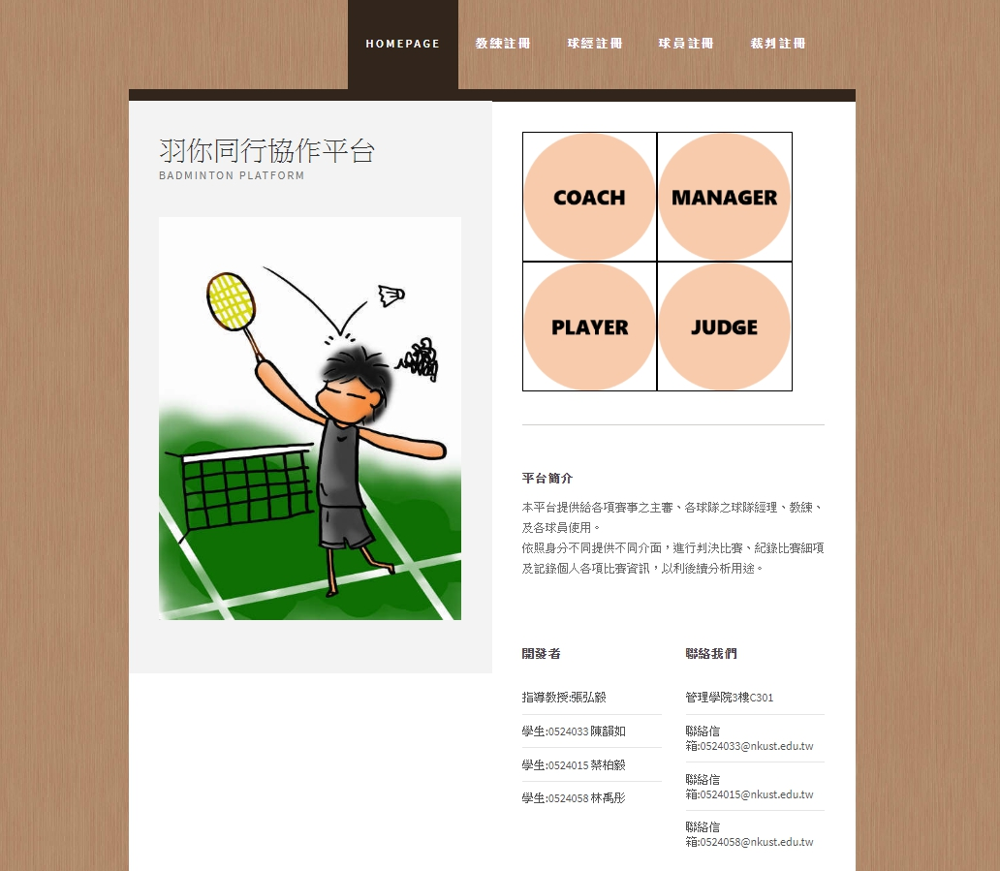 HOMEPAGE 教練註冊 球經註冊 球員註冊 裁判註冊
羽你同行協作平台
BADMINTON PLATFORM
COACH MANAGER
PLAYER JUDGE
平台簡介
本平台提供給各項賽事之主審、各球隊之球隊經理、教練、
及各球員使用。
依照身分不同提供不同介面，進行判決比賽、紀錄比賽細項
及記錄個人各項比賽資訊，以利後續分析用途。
開發者
指導教授:張弘毅
學生:0524033 陳韻如
學生:0524015 蔡柏毅
學生:0524058 林禹彤
聯絡我們
管理學院3樓C301
聯絡信
箱:0524033@nkust.edu.tw
聯絡信
箱:0524015@nkust.edu.tw
聯絡信
箱:0524058@nkust.edu.tw